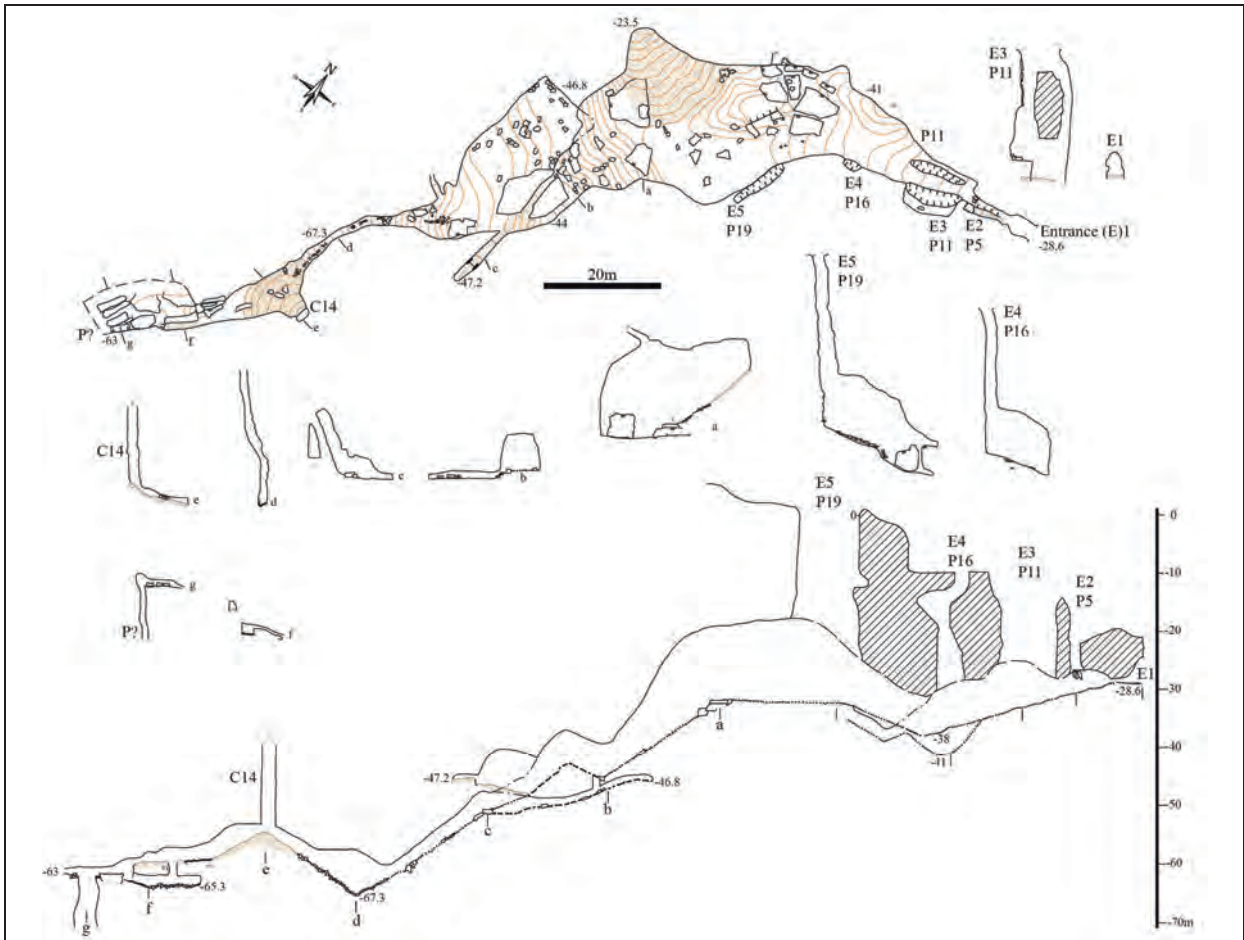 -23.5
-46.8
-41
E3
P11
E1
P11
a
b
-44
E5
P19
E4
P16
E3
P11
E2
P5
Entrance (E)1
-28.6
-67.3
d
c
-47.2
20m
C14
e
P?
-63
g
f
E5
P19
E4
P16
a
C14
e
d
c
b
P?
g
f
E5
P19
0
E4
P16
E3
P11
E2
P5
E1
-28.6
0
-10
-20
-30
-40
-50
-60
-70m
a
-38
-41
C14
-47.2
-46.8
b
c
e
-63
-65.3
-67.3
f
d
g